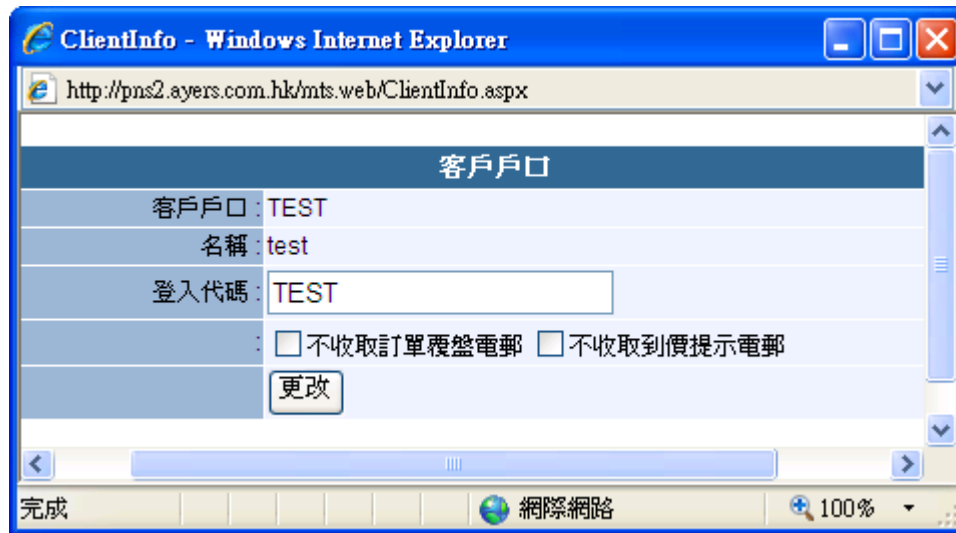 ClientInfo - Windows Internet Explorer
http://pns2.ayers.com.hk/mts.web/ClientInfo.aspx
客戶戶口
客戶戶口 : TEST
名稱 : test
登入代碼 : TEST
: 不收取訂單覆盤電郵 不收取到價提示電郵
更改
完成 網際網路 100%